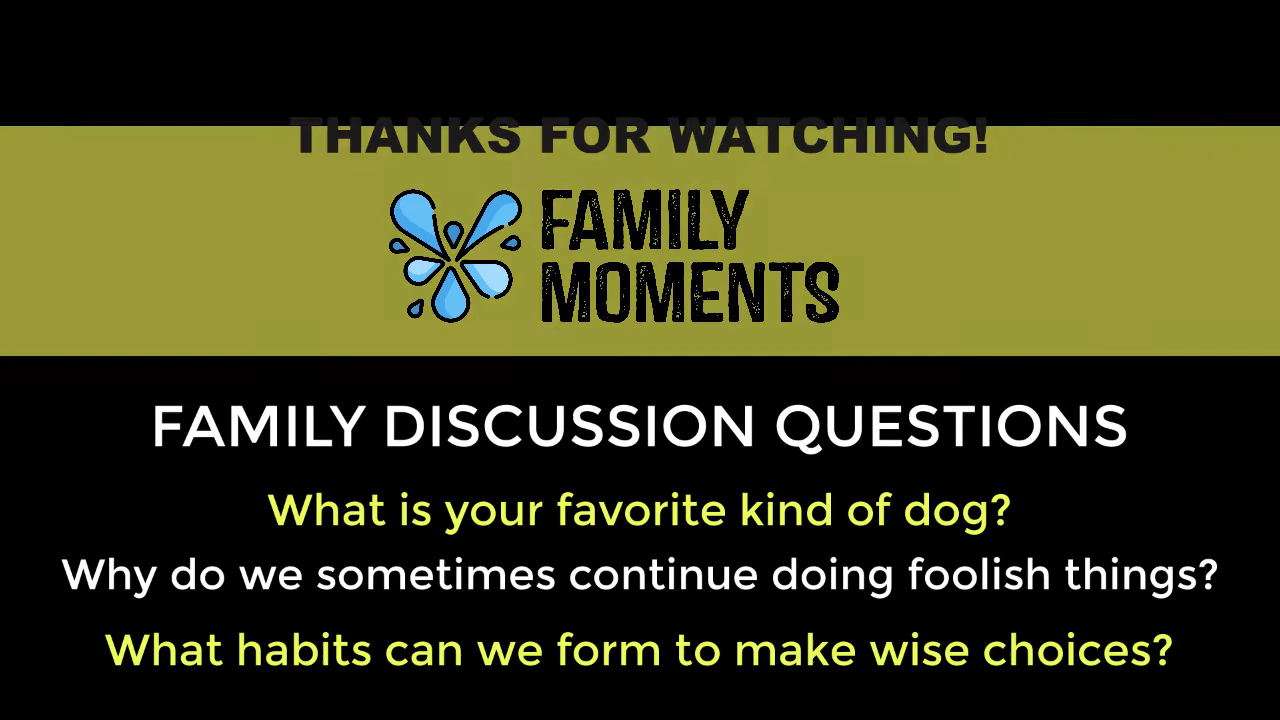 THANKS FOR WATCHING!
FAMILY
MOMENTS
FAMILY DISCUSSION QUESTIONS
What is your favorite kind of dog?
Why do we sometimes continue doing foolish things?
What habits can we form to make wise choices?